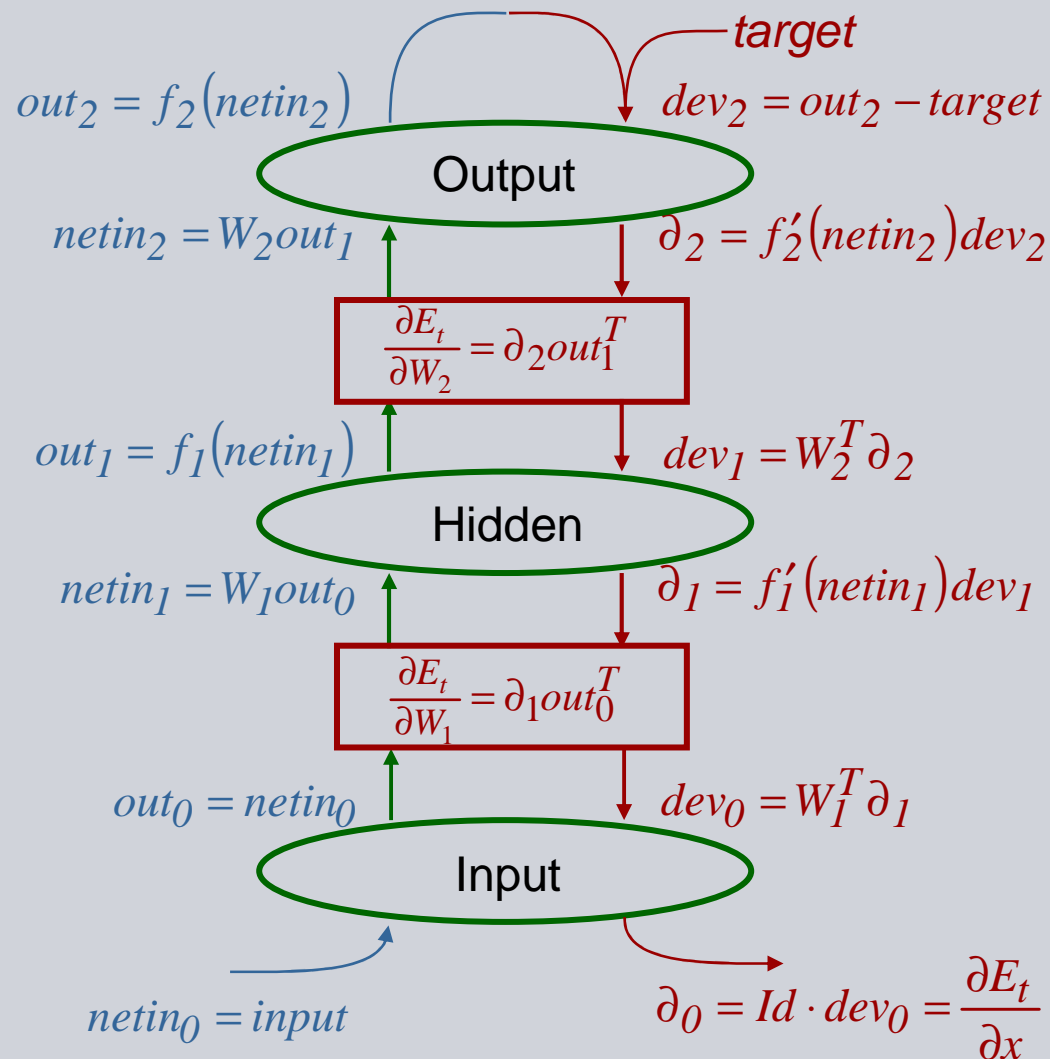 target
out₂ = f₂(netin₂)
dev₂ = out₂ − target
Output
netin₂ = W₂out₁
∂₂ = f₂′(netin₂)dev₂
∂Eₜ/∂W₂ = ∂₂out₁ᵀ
out₁ = f₁(netin₁)
dev₁ = W₂ᵀ∂₂
Hidden
netin₁ = W₁out₀
∂₁ = f₁′(netin₁)dev₁
∂Eₜ/∂W₁ = ∂₁out₀ᵀ
out₀ = netin₀
dev₀ = W₁ᵀ∂₁
Input
netin₀ = input
∂₀ = Id · dev₀ = ∂Eₜ/∂x